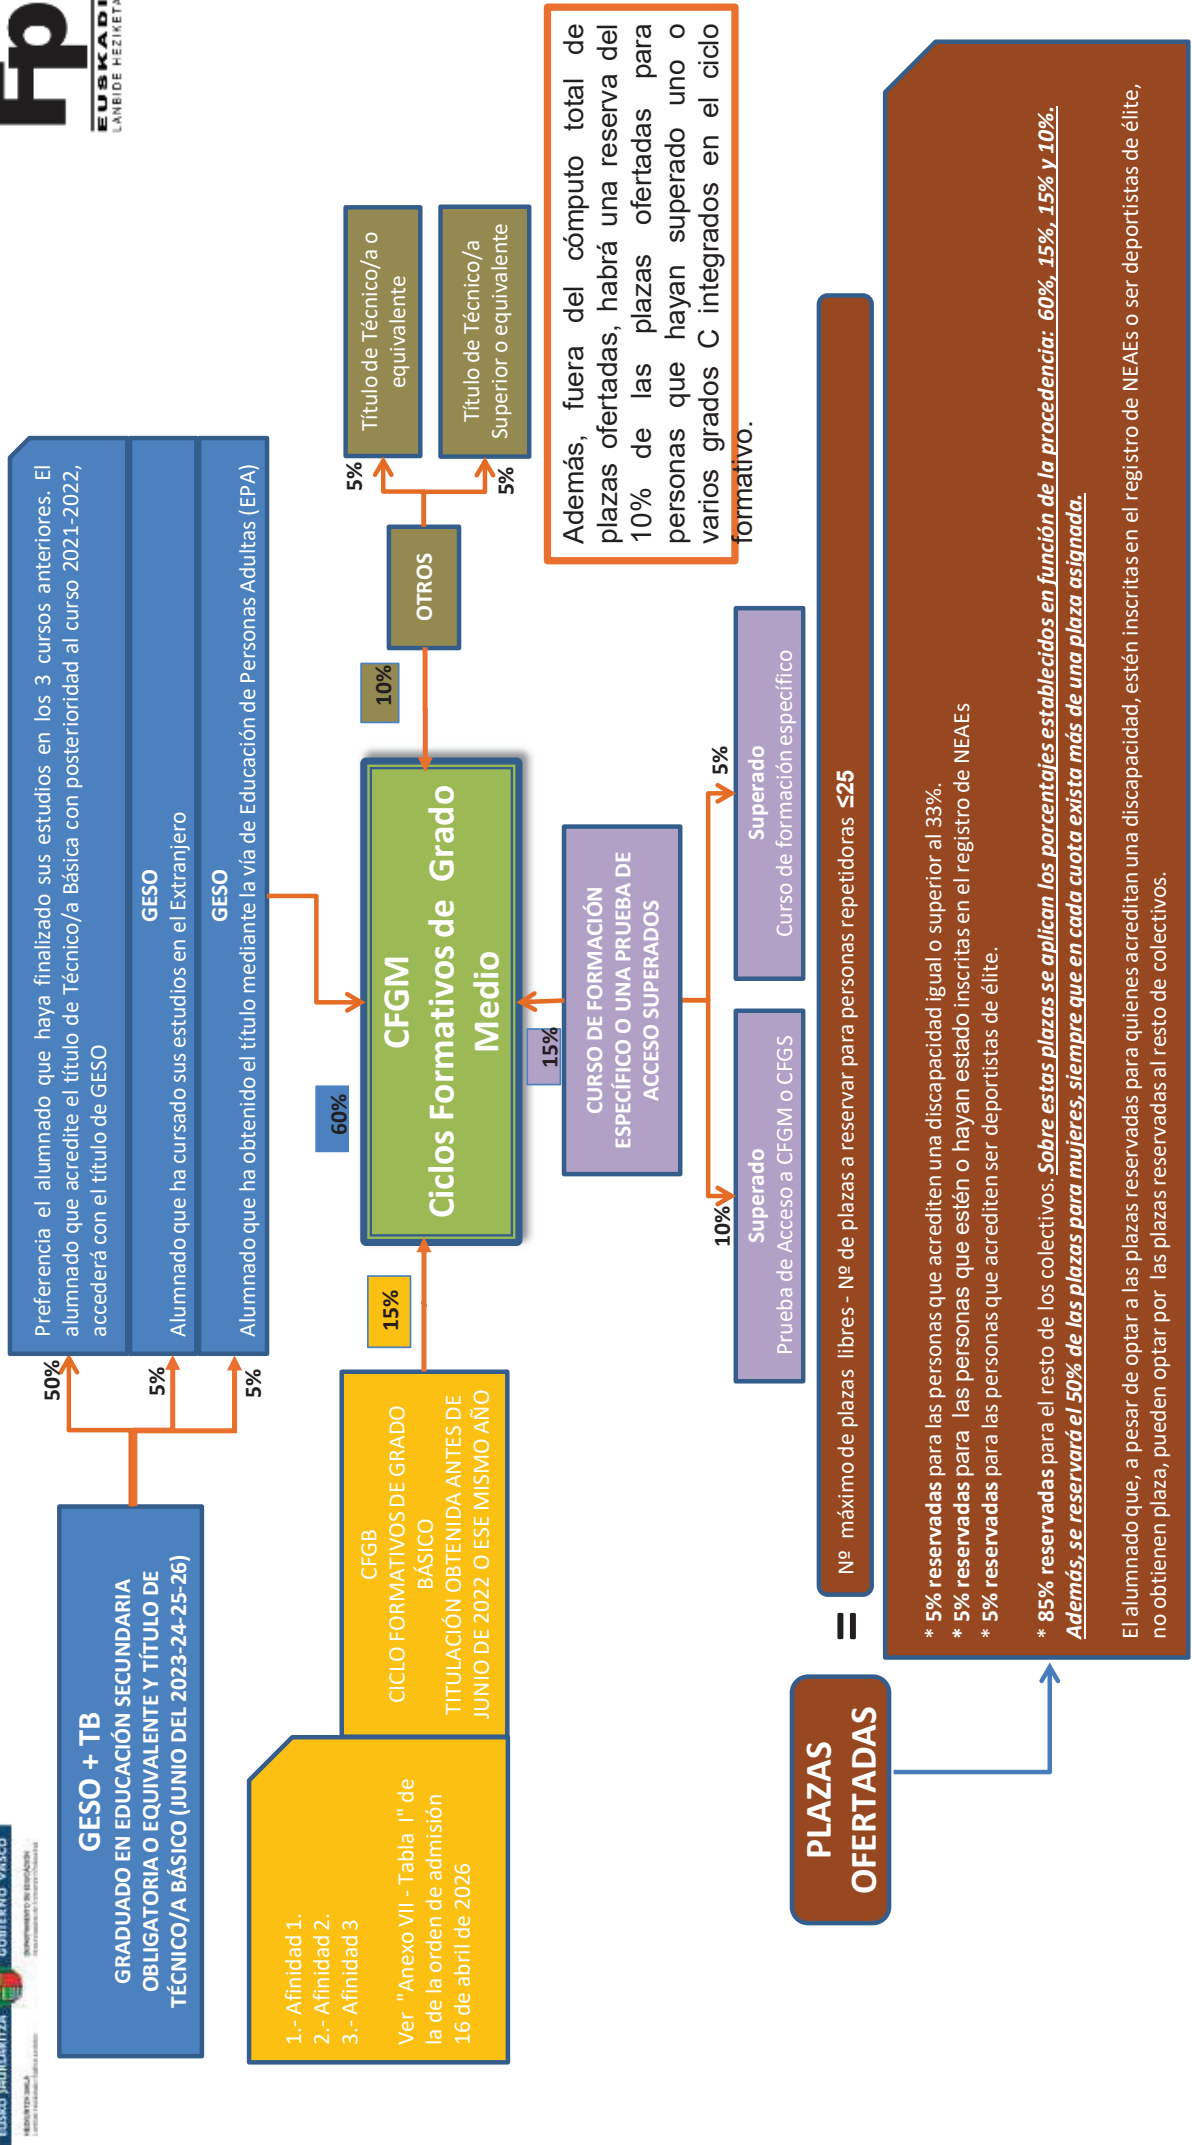 EUSKO JAURLARITZA
GOBIERNO VASCO
HEZKUNTZA SAILA
DEPARTAMENTO DE EDUCACIÓN
EUSKADI
LANBIDE HEZIKETA
GESO + TB
GRADUADO EN EDUCACIÓN SECUNDARIA
OBLIGATORIA O EQUIVALENTE Y TÍTULO DE
TÉCNICO/A BÁSICO (JUNIO DEL 2023-24-25-26)
50%
5%
5%
Preferencia el alumnado que haya finalizado sus estudios en los 3 cursos anteriores. El
alumnado que acredite el título de Técnico/a Básica con posterioridad al curso 2021-2022,
accederá con el título de GESO
GESO
Alumnado que ha cursado sus estudios en el Extranjero
GESO
Alumnado que ha obtenido el título mediante la vía de Educación de Personas Adultas (EPA)
60%
1.- Afinidad 1.
2.- Afinidad 2.
3.- Afinidad 3
Ver "Anexo VII - Tabla I" de
la de la orden de admisión
16 de abril de 2026
CFGB
CICLO FORMATIVOS DE GRADO
BÁSICO
TITULACIÓN OBTENIDA ANTES DE
JUNIO DE 2022 O ESE MISMO AÑO
15%
CFGM
Ciclos Formativos de Grado
Medio
10%
OTROS
5%
Título de Técnico/a o
equivalente
5%
Título de Técnico/a
Superior o equivalente
15%
CURSO DE FORMACIÓN
ESPECÍFICO O UNA PRUEBA DE
ACCESO SUPERADOS
10%
Superado
Prueba de Acceso a CFGM o CFGS
5%
Superado
Curso de formación específico
Además, fuera del cómputo total de
plazas ofertadas, habrá una reserva del
10% de las plazas ofertadas para
personas que hayan superado uno o
varios grados C integrados en el ciclo
formativo.
PLAZAS
OFERTADAS
=
Nº máximo de plazas libres - Nº de plazas a reservar para personas repetidoras ≤25
* 5% reservadas para las personas que acrediten una discapacidad igual o superior al 33%.
* 5% reservadas para las personas que estén o hayan estado inscritas en el registro de NEAEs
* 5% reservadas para las personas que acrediten ser deportistas de élite.
* 85% reservadas para el resto de los colectivos. Sobre estas plazas se aplican los porcentajes establecidos en función de la procedencia: 60%, 15%, 15% y 10%.
Además, se reservará el 50% de las plazas para mujeres, siempre que en cada cuota exista más de una plaza asignada.
El alumnado que, a pesar de optar a las plazas reservadas para quienes acreditan una discapacidad, estén inscritas en el registro de NEAEs o ser deportistas de élite,
no obtienen plaza, pueden optar por las plazas reservadas al resto de colectivos.